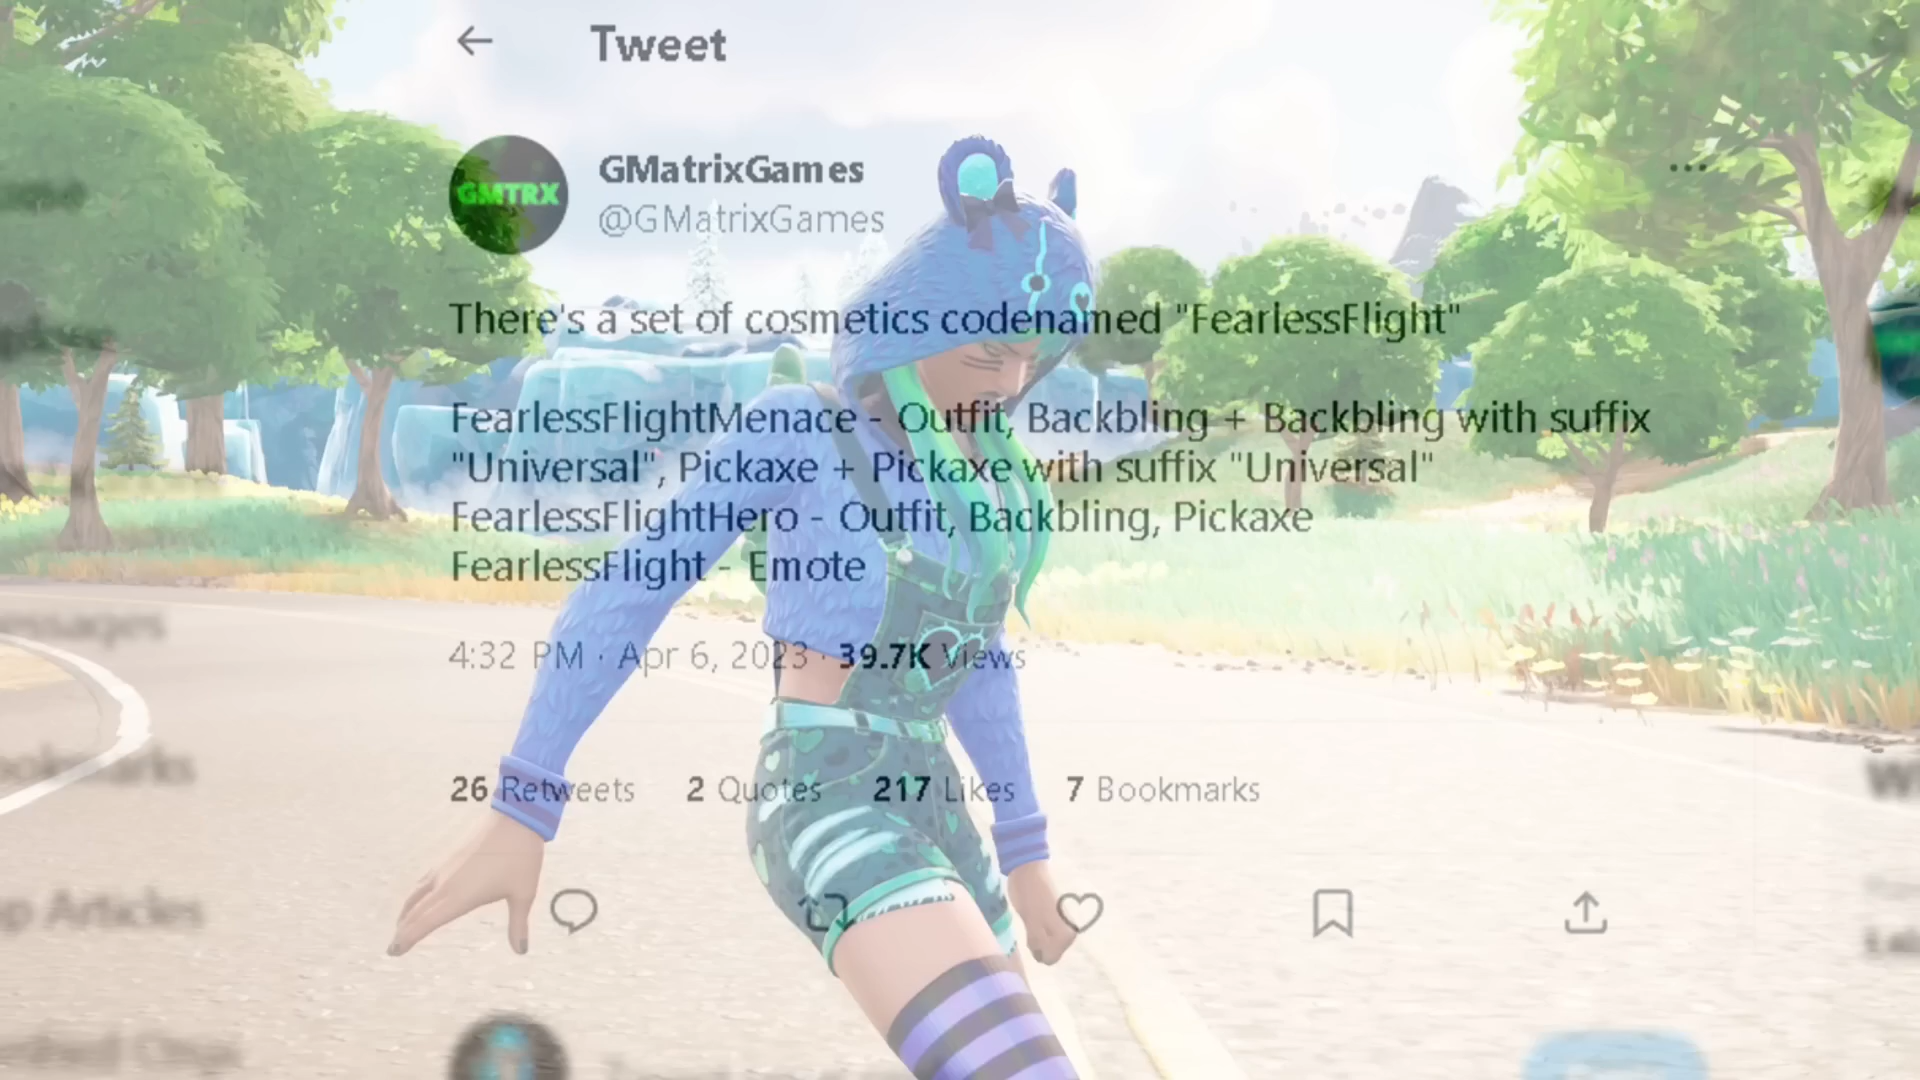 Tweet
GMTRX
GMatrixGames
@GMatrixGames
There's a set of cosmetics codenamed "FearlessFlight"
FearlessFlightMenace - Outfit, Backbling + Backbling with suffix
"Universal", Pickaxe + Pickaxe with suffix "Universal"
FearlessFlightHero - Outfit, Backbling, Pickaxe
FearlessFlight - Emote
4:32 PM · Apr 6, 2023 · 39.7K Views
26 Retweets 2 Quotes 217 Likes 7 Bookmarks
Articles